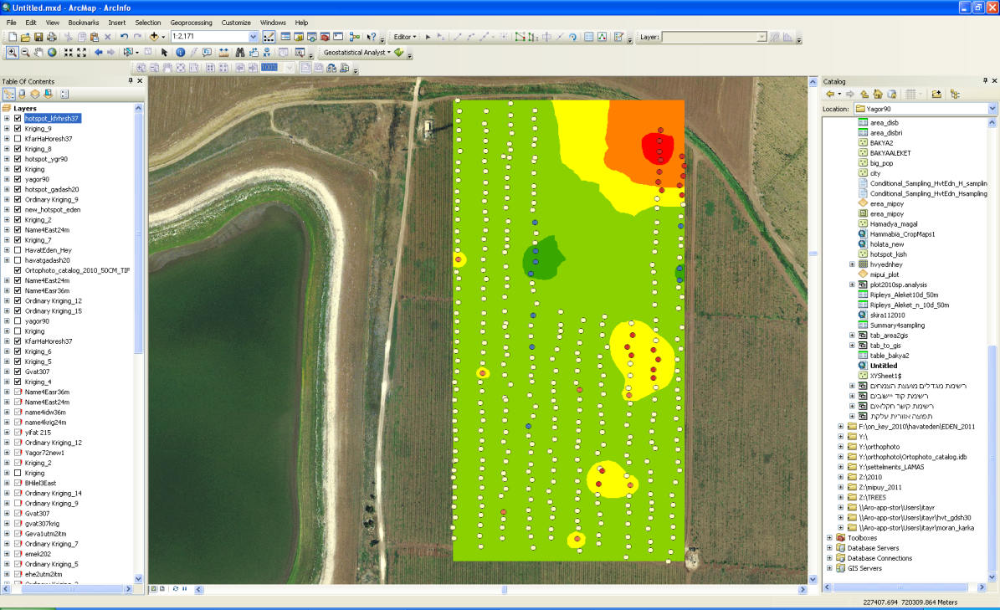 Untitled.mxd - ArcMap - ArcInfo
File Edit View Bookmarks Insert Selection Geoprocessing Customize Windows Help
1:2,171
Editor
Layer:
Geostatistical Analyst
100%
Table Of Contents
Layers
hotspot_kfrhrsh37
Kriging_9
KfarHaHoresh37
Kriging_8
hotspot_ygr90
Kriging
yagor90
hotspot_gadash20
Ordinary Kriging_9
new_hotspot_eden
Kriging_2
Name4East24m
Kriging_7
HavatEden_Hey
havatgadash20
Ortophoto_catalog_2010_50CM_TIF
Name4East24m
Name4Easr36m
Ordinary Kriging_12
Ordinary Kriging_15
yagor90
Kriging
KfarHaHoresh37
Kriging_6
Kriging_5
Gvat307
Kriging_4
Name4Easr36m
Name4East24m
name4idw36m
name4krig24m
yifat 215
Ordinary Kriging_12
Yagor72new1
Kriging_2
Kriging
BHilel3East
Ordinary Kriging_14
Ordinary Kriging_9
Gvat307
gvat307krig
Geva1utm2itm
Ordinary Kriging_7
emek202
Ordinary Kriging_5
ehe2utm2itm
Catalog
Location: Yagor90
area_disb
area_disbri
BAKYA2
BAKYAALEKET
big_pop
city
Conditional_Sampling_HvtEdn_H_samplin
Conditional_Sampling_HvtEdn_Hsampling
erea_mipoy
erea_mipoy
Hamadya_magal
Hammabia_CropMaps1
holata_new
hotspot_kish
hvyednhey
mipui_plot
plot2010sp.analysis
Ripleys_Aleket10d_50m
Ripleys_Aleket_n_10d_50m
skira112010
Summary4sampling
tab_area2gis
tab_to_gis
table_bakya2
Untitled
XYSheet1$
רשימת מגדלים מועצת הצמחים
רשימת קוד יישובים
רשימת קשר חקלאים
תפוצה אזורית עלקת
F:\on_key_2010\havateden\EDEN_2011
Y:\
Y:\orthophoto
Y:\orthophoto\Ortophoto_catalog.idb
Y:\settelments_LAMAS
Z:\2010
Z:\mipuy_2011
Z:\TREES
\\Aro-app-stor\Users\itayr
\\Aro-app-stor\Users\itayr\hvt_gdsh30
\\Aro-app-stor\Users\itayr\moran_karka
Toolboxes
Database Servers
Database Connections
GIS Servers
227407.694 720309.864 Meters